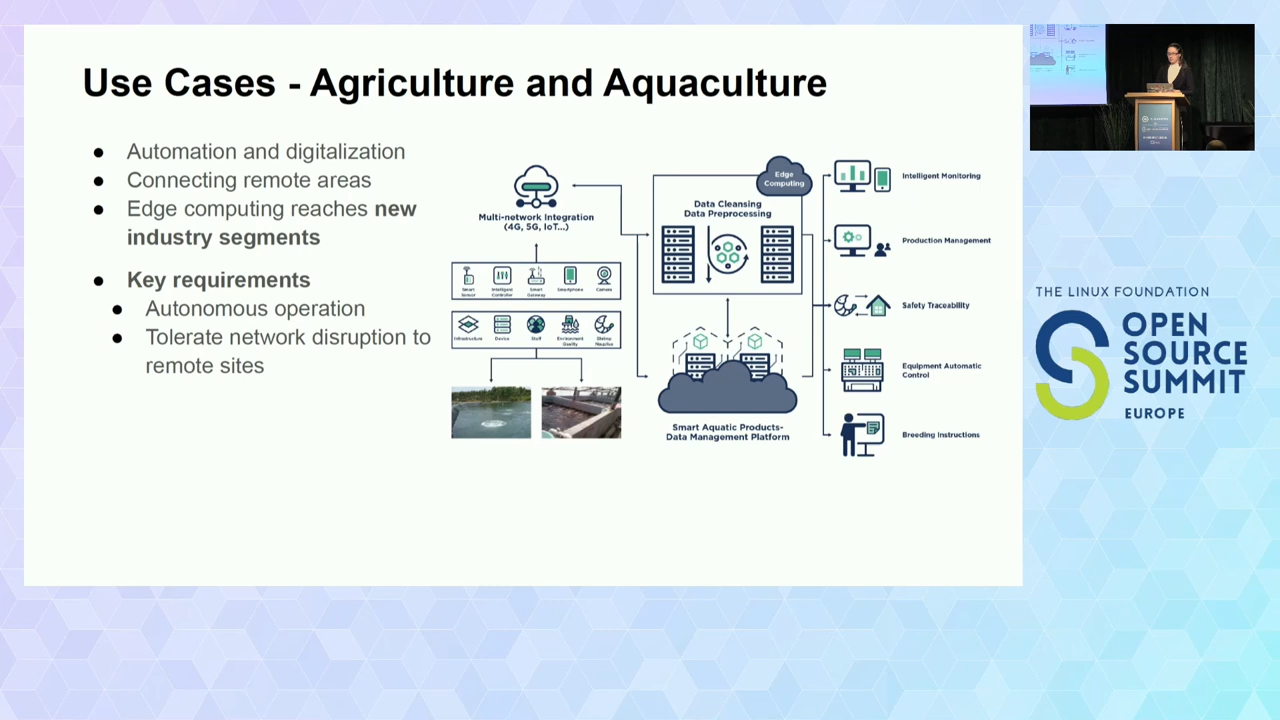 Use Cases - Agriculture and Aquaculture
● Automation and digitalization
● Connecting remote areas
● Edge computing reaches new
industry segments
● Key requirements
● Autonomous operation
● Tolerate network disruption to
remote sites
Multi-network Integration
(4G, 5G, IoT...)
Smart
Sensor
Intelligent
Controller
Smart
Gateway
Smartphone
Camera
Infrastructure
Device
Staff
Environment
Quality
Shrimp
Nauplius
Edge
Computing
Data Cleansing
Data Preprocessing
Smart Aquatic Products-
Data Management Platform
Intelligent Monitoring
Production Management
Safety Traceability
Equipment Automatic
Control
Breeding Instructions
THE LINUX FOUNDATION
OPEN
SOURCE
SUMMIT
EUROPE